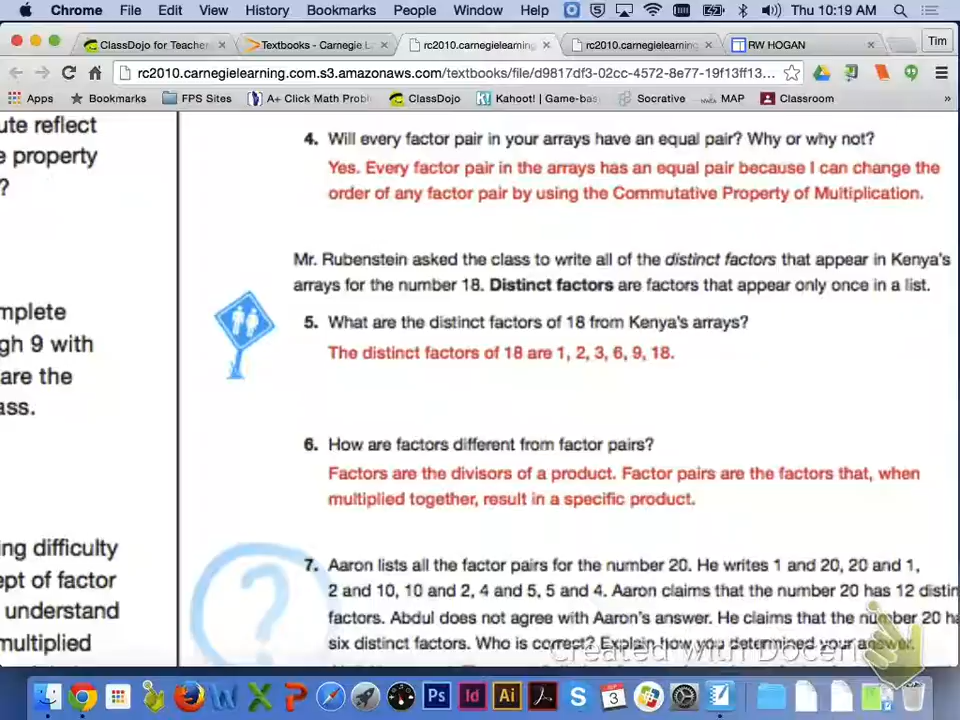 Chrome File Edit View History Bookmarks People Window Help Thu 10:19 AM
ClassDojo for Teacher Textbooks - Carnegie L rc2010.carnegielearning rc2010.carnegielearning. RW HOGAN Tim
rc2010.carnegielearning.com.s3.amazonaws.com/textbooks/file/d9817df3-02cc-4572-8e77-19f13ff13...
Apps Bookmarks FPS Sites A+ Click Math Probl ClassDojo Kahoot! | Game-bas Socrative MAP Classroom »
ute reflect
e property
?
mplete
gh 9 with
are the
ass.
ing difficulty
ept of factor
understand
multiplied
4. Will every factor pair in your arrays have an equal pair? Why or why not?
Yes. Every factor pair in the arrays has an equal pair because I can change the
order of any factor pair by using the Commutative Property of Multiplication.
Mr. Rubenstein asked the class to write all of the distinct factors that appear in Kenya's
arrays for the number 18. Distinct factors are factors that appear only once in a list.
5. What are the distinct factors of 18 from Kenya's arrays?
The distinct factors of 18 are 1, 2, 3, 6, 9, 18.
6. How are factors different from factor pairs?
Factors are the divisors of a product. Factor pairs are the factors that, when
multiplied together, result in a specific product.
?
7. Aaron lists all the factor pairs for the number 20. He writes 1 and 20, 20 and 1,
2 and 10, 10 and 2, 4 and 5, 5 and 4. Aaron claims that the number 20 has 12 distin
factors. Abdul does not agree with Aaron's answer. He claims that the number 20 ha
six distinct factors. Who is correct? Explain how you determined your answer.
Created with Doceri
W X P Ps Id Ai S 3